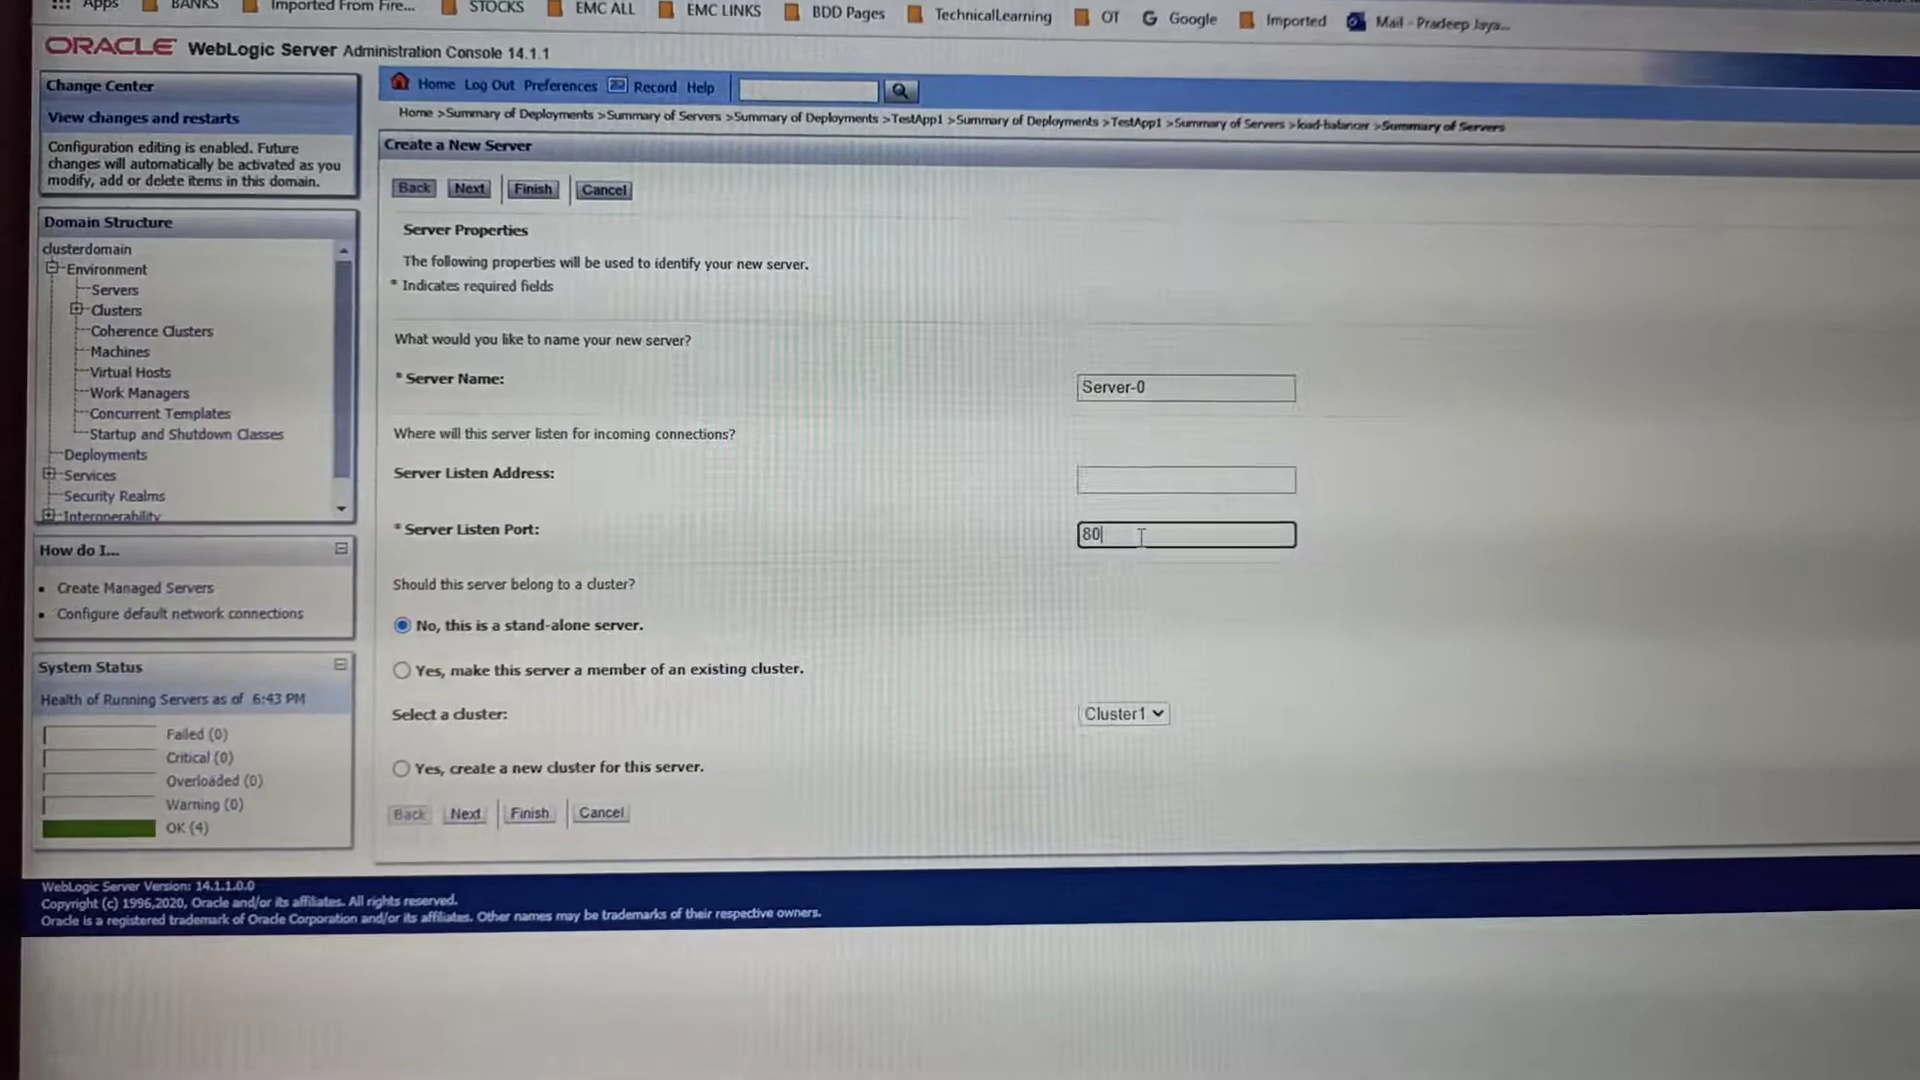 Apps BANKS Imported From Fire... STOCKS EMC ALL EMC LINKS BDD Pages TechnicalLearning OT Google Imported Mail - Pradeep Jaya...
ORACLE WebLogic Server Administration Console 14.1.1
Change Center
View changes and restarts
Configuration editing is enabled. Future
changes will automatically be activated as you
modify, add or delete items in this domain.
Domain Structure
clusterdomain
Environment
Servers
Clusters
Coherence Clusters
Machines
Virtual Hosts
Work Managers
Concurrent Templates
Startup and Shutdown Classes
Deployments
Services
Security Realms
Interoperability
How do I...
Create Managed Servers
Configure default network connections
System Status
Health of Running Servers as of 6:43 PM
Failed (0)
Critical (0)
Overloaded (0)
Warning (0)
OK (4)
Home Log Out Preferences Record Help
Home >Summary of Deployments >Summary of Servers >Summary of Deployments >TestApp1 >Summary of Deployments >TestApp1 >Summary of Servers >load-balancer >Summary of Servers
Create a New Server
Back Next Finish Cancel
Server Properties
The following properties will be used to identify your new server.
* Indicates required fields
What would you like to name your new server?
* Server Name: Server-0
Where will this server listen for incoming connections?
Server Listen Address:
* Server Listen Port: 80
Should this server belong to a cluster?
No, this is a stand-alone server.
Yes, make this server a member of an existing cluster.
Select a cluster: Cluster1
Yes, create a new cluster for this server.
Back Next Finish Cancel
WebLogic Server Version: 14.1.1.0.0
Copyright (c) 1996,2020, Oracle and/or its affiliates. All rights reserved.
Oracle is a registered trademark of Oracle Corporation and/or its affiliates. Other names may be trademarks of their respective owners.